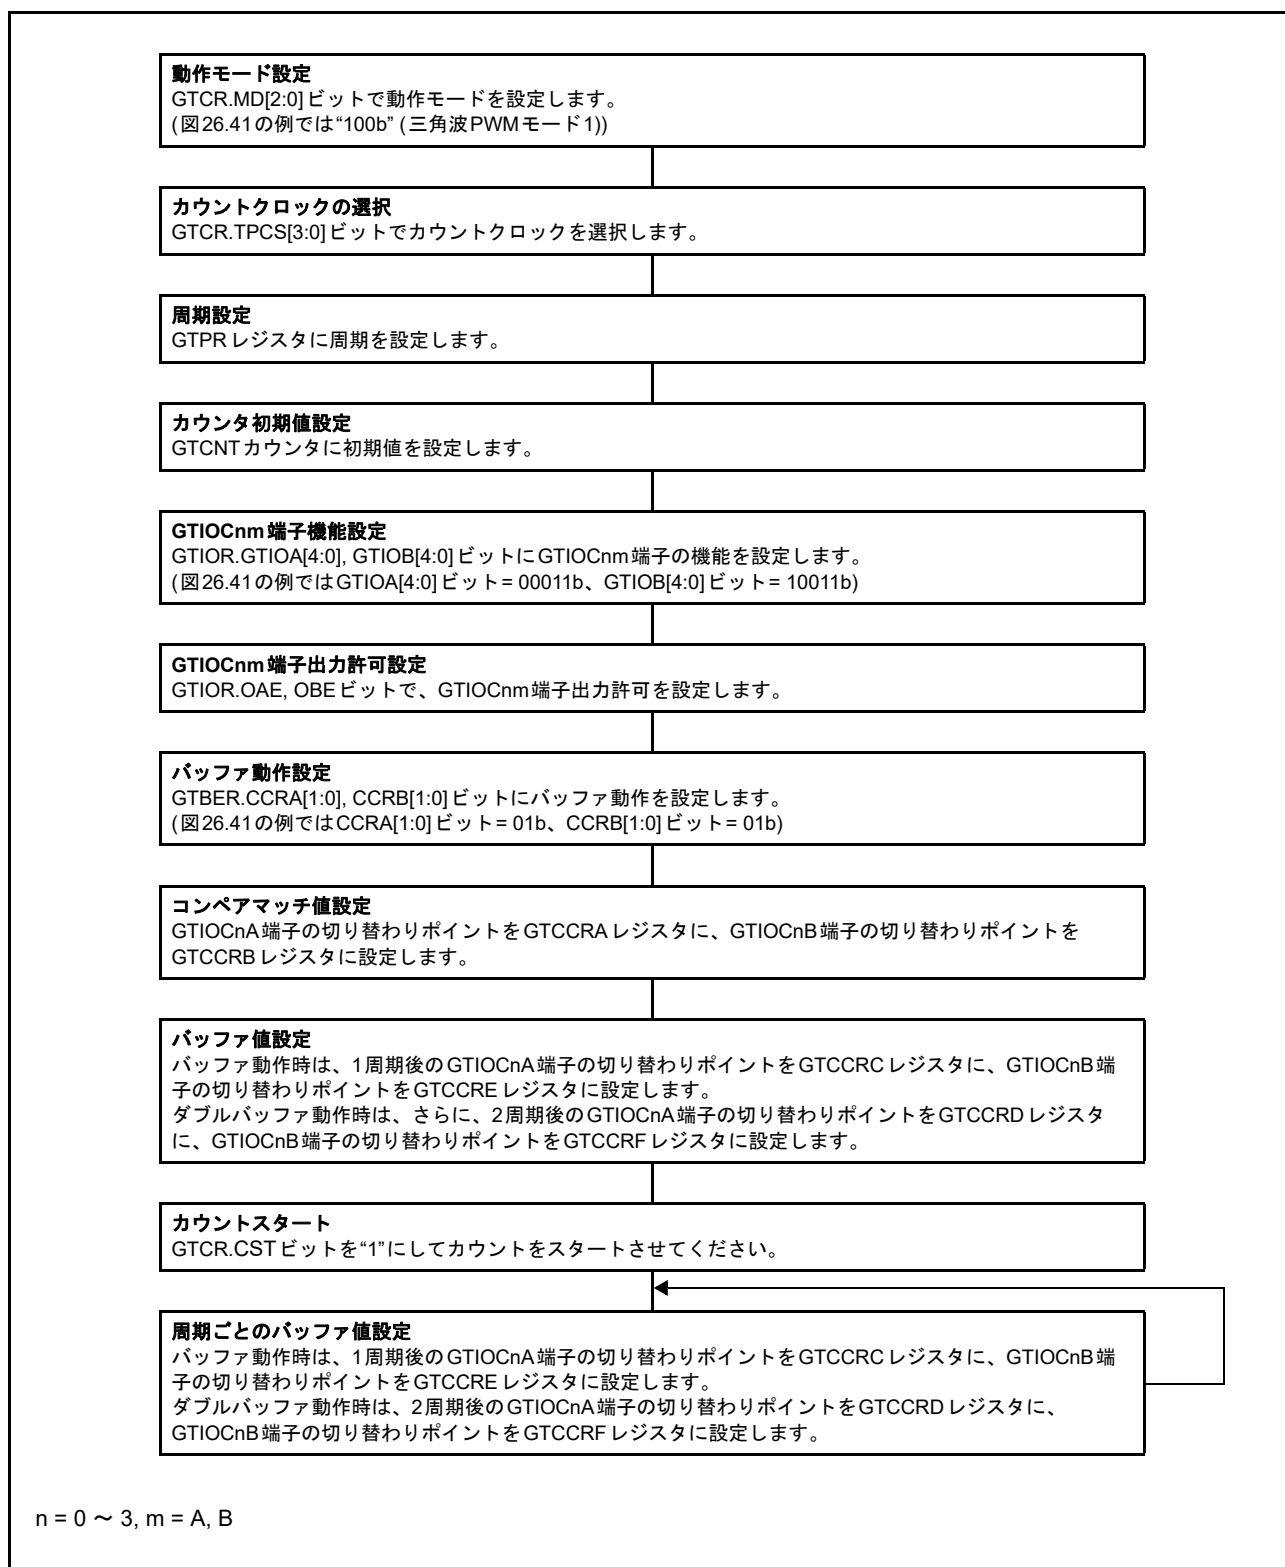 動作モード設定
GTCR.MD[2:0]ビットで動作モードを設定します。
(図26.41の例では“100b” (三角波PWMモード1))
カウントクロックの選択
GTCR.TPCS[3:0]ビットでカウントクロックを選択します。
周期設定
GTPRレジスタに周期を設定します。
カウンタ初期値設定
GTCNTカウンタに初期値を設定します。
GTIOCnm端子機能設定
GTIOR.GTIOA[4:0], GTIOB[4:0]ビットにGTIOCnm端子の機能を設定します。
(図26.41の例ではGTIOA[4:0]ビット= 00011b、GTIOB[4:0]ビット= 10011b)
GTIOCnm端子出力許可設定
GTIOR.OAE, OBEビットで、GTIOCnm端子出力許可を設定します。
バッファ動作設定
GTBER.CCRA[1:0], CCRB[1:0]ビットにバッファ動作を設定します。
(図26.41の例ではCCRA[1:0]ビット= 01b、CCRB[1:0]ビット= 01b)
コンペアマッチ値設定
GTIOCnA端子の切り替わりポイントをGTCCRAレジスタに、GTIOCnB端子の切り替わりポイントを
GTCCRBレジスタに設定します。
バッファ値設定
バッファ動作時は、1周期後のGTIOCnA端子の切り替わりポイントをGTCCRCレジスタに、GTIOCnB端
子の切り替わりポイントをGTCCREレジスタに設定します。
ダブルバッファ動作時は、さらに、2周期後のGTIOCnA端子の切り替わりポイントをGTCCRDレジスタ
に、GTIOCnB端子の切り替わりポイントをGTCCRFレジスタに設定します。
カウントスタート
GTCR.CSTビットを“1”にしてカウントをスタートさせてください。
周期ごとのバッファ値設定
バッファ動作時は、1周期後のGTIOCnA端子の切り替わりポイントをGTCCRCレジスタに、GTIOCnB端
子の切り替わりポイントをGTCCREレジスタに設定します。
ダブルバッファ動作時は、2周期後のGTIOCnA端子の切り替わりポイントをGTCCRDレジスタに、
GTIOCnB端子の切り替わりポイントをGTCCRFレジスタに設定します。
n = 0 ～ 3, m = A, B